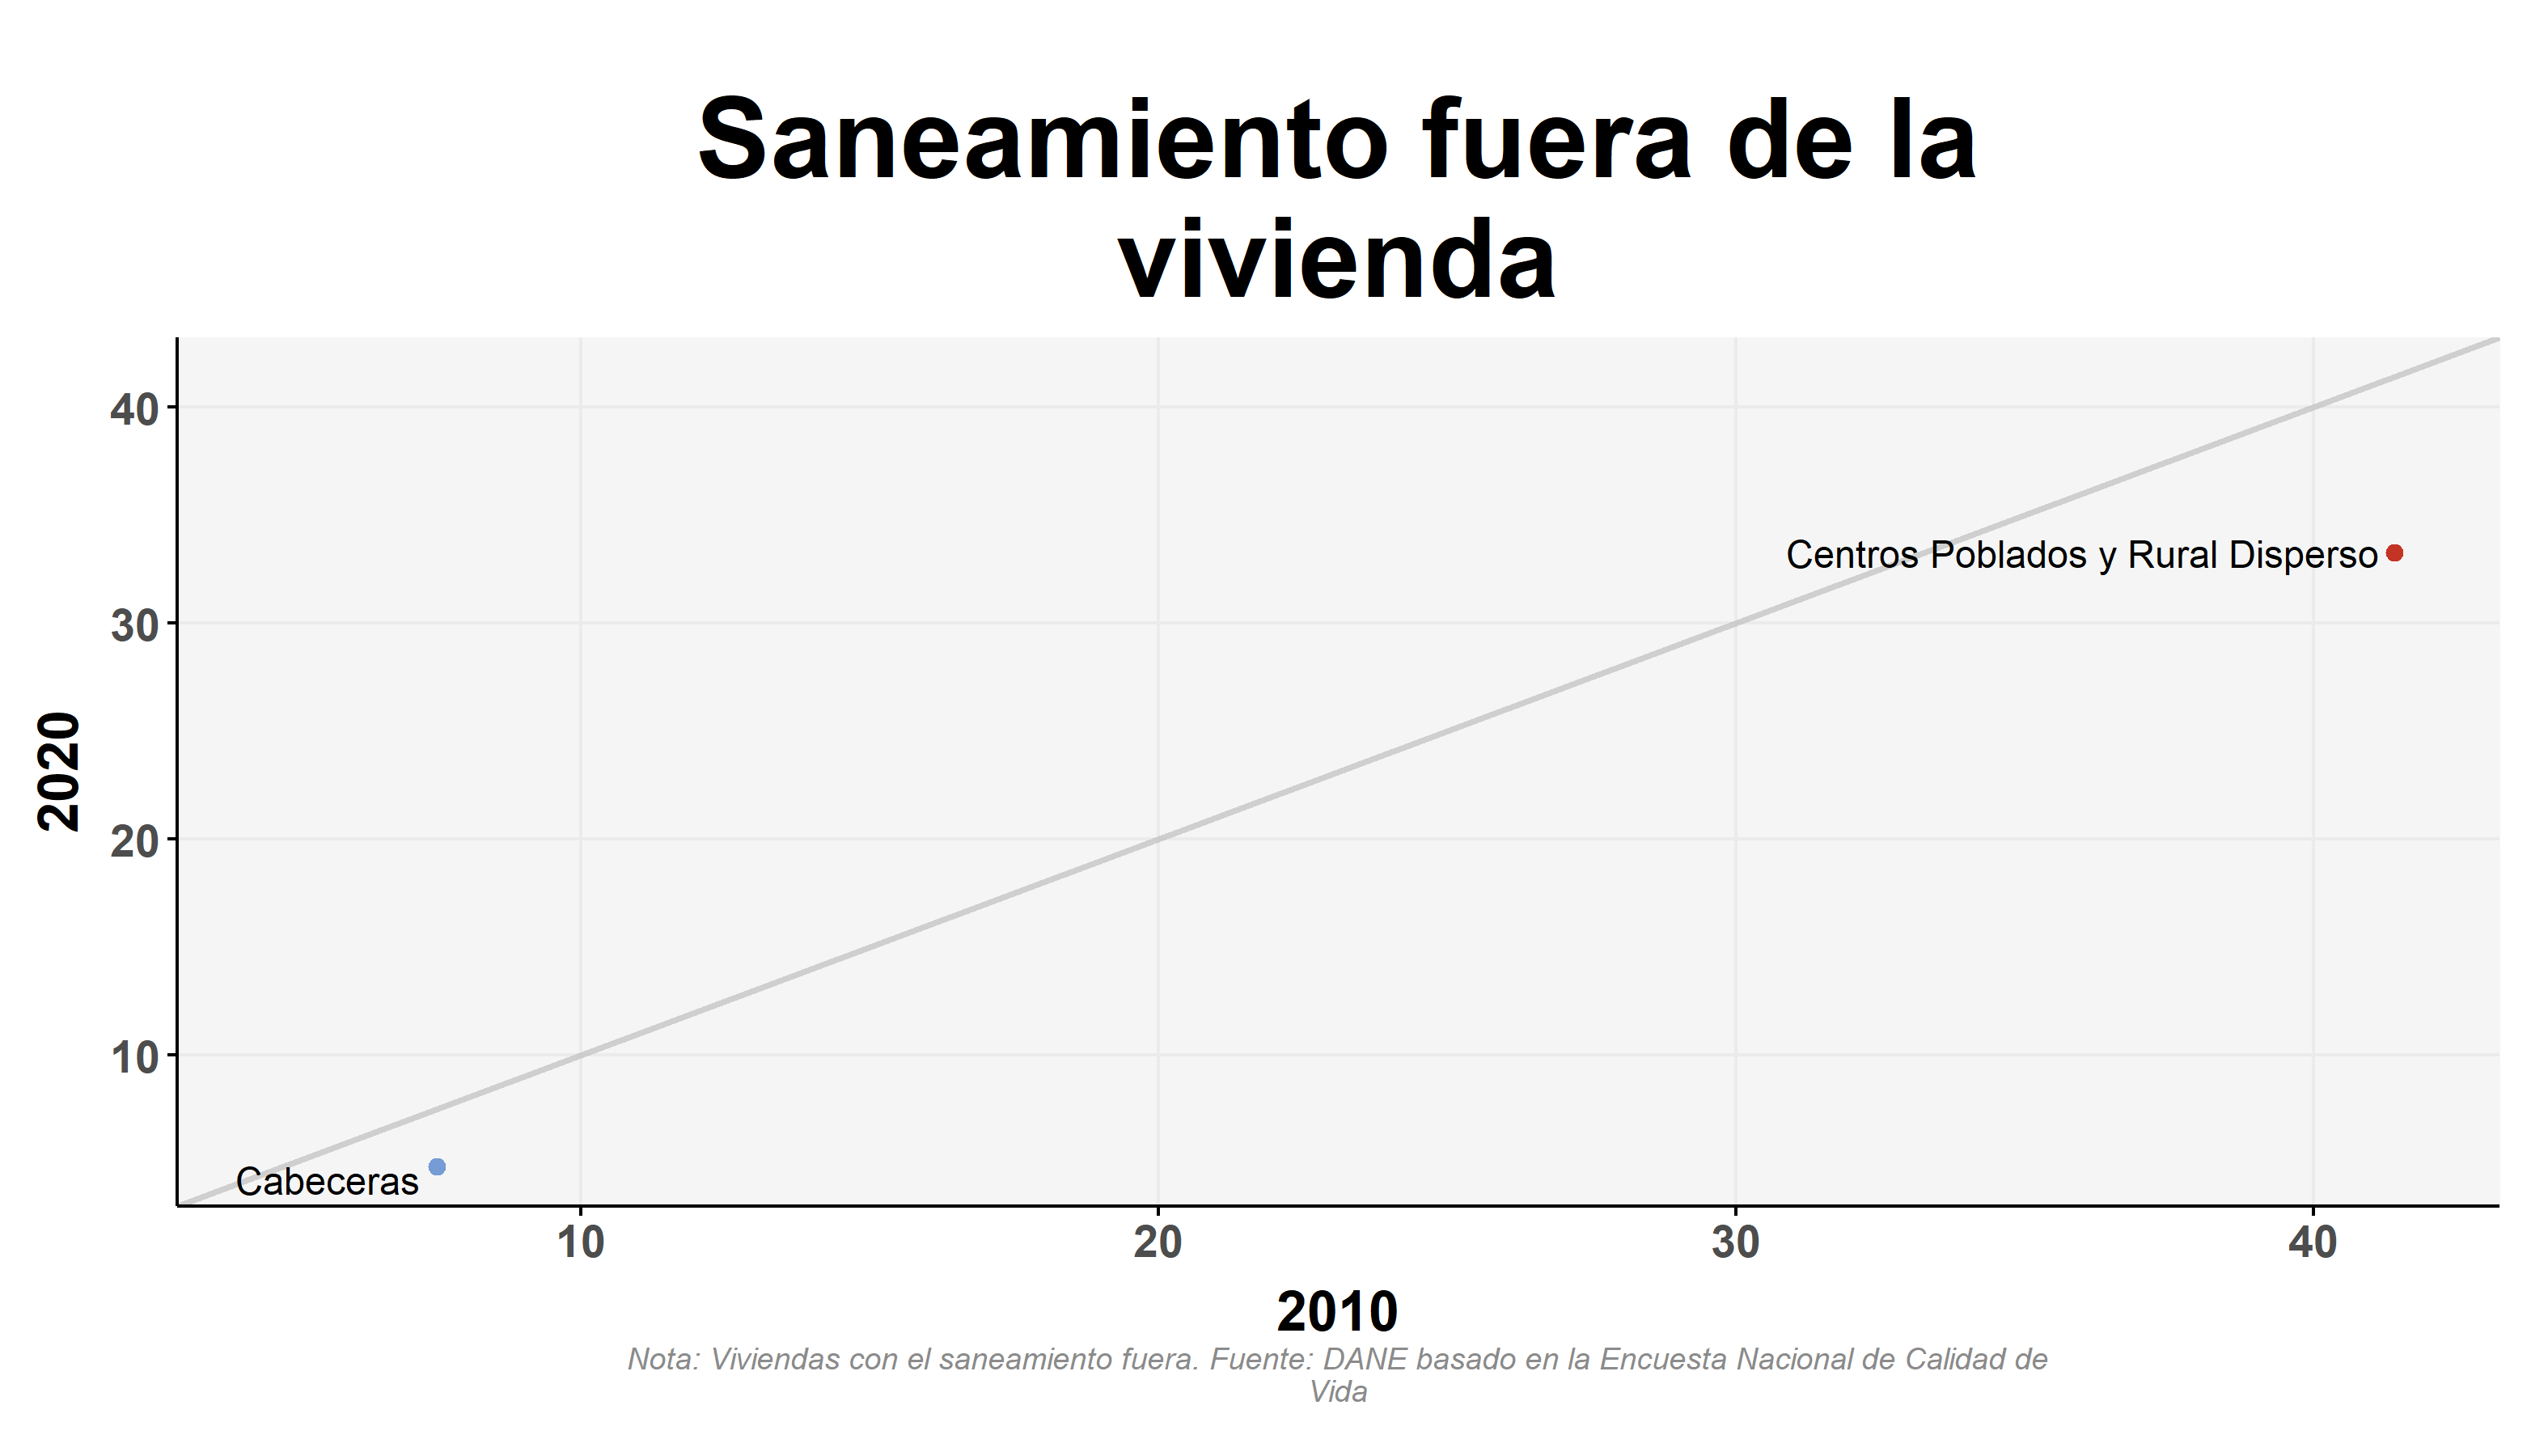 Saneamiento fuera de la
vivienda
40
30
20
10
2020
Centros Poblados y Rural Disperso
Cabeceras
10 20 30 40
2010
Nota: Viviendas con el saneamiento fuera. Fuente: DANE basado en la Encuesta Nacional de Calidad de
Vida